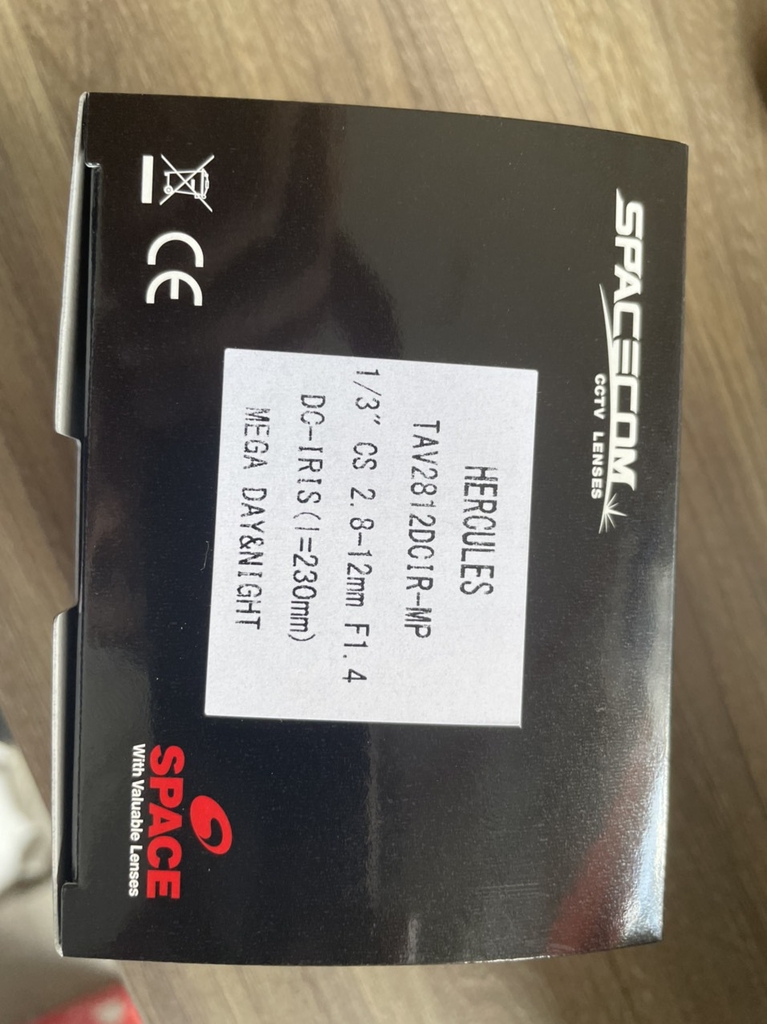 SPACECOM
CCTV LENSES
HERCULES
TAV2812DCIR-MP
1/3" CS 2.8-12mm F1.4
DC-IRIS(l=230mm)
MEGA DAY&NIGHT
CE
SPACE
With Valuable Lenses